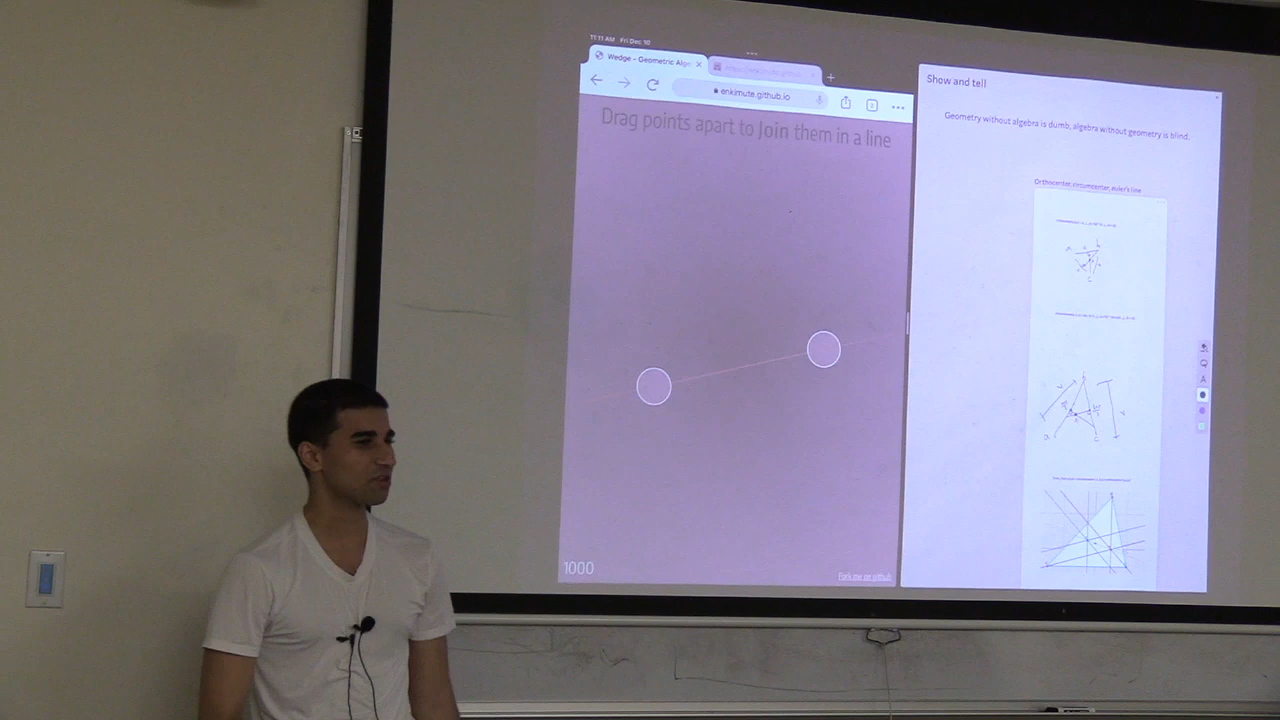 11:11 AM Fri Dec 10
Wedge - Geometric Alge
enkimute.github.io
Drag points apart to Join them in a line
1000
Fork me on github
Show and tell
Geometry without algebra is dumb, algebra without geometry is blind.
Orthocenter, circumcenter, euler's line